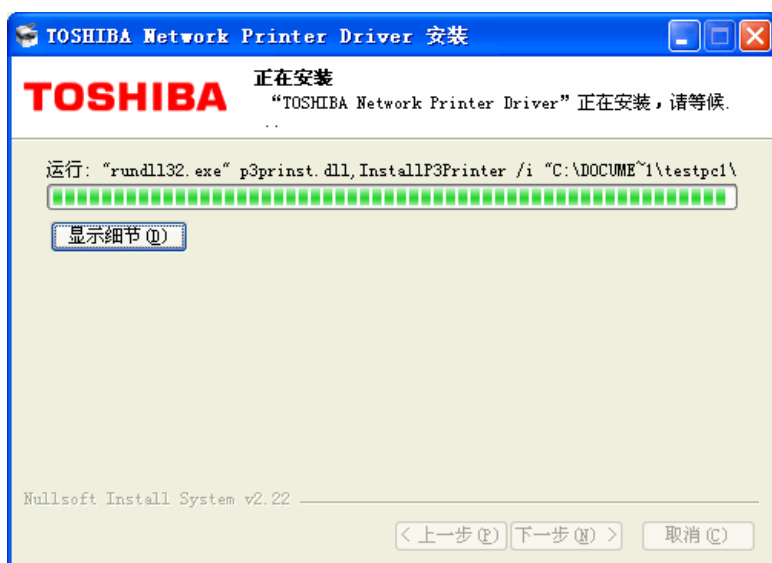 TOSHIBA Network Printer Driver 安装
TOSHIBA
正在安装
“TOSHIBA Network Printer Driver”正在安装，请等候.
..
运行: “rundll32.exe” p3prinst.dll,InstallP3Printer /i “C:\DOCUME~1\testpc1\
显示细节(D)
Nullsoft Install System v2.22
< 上一步(P) 下一步(N) > 取消(C)